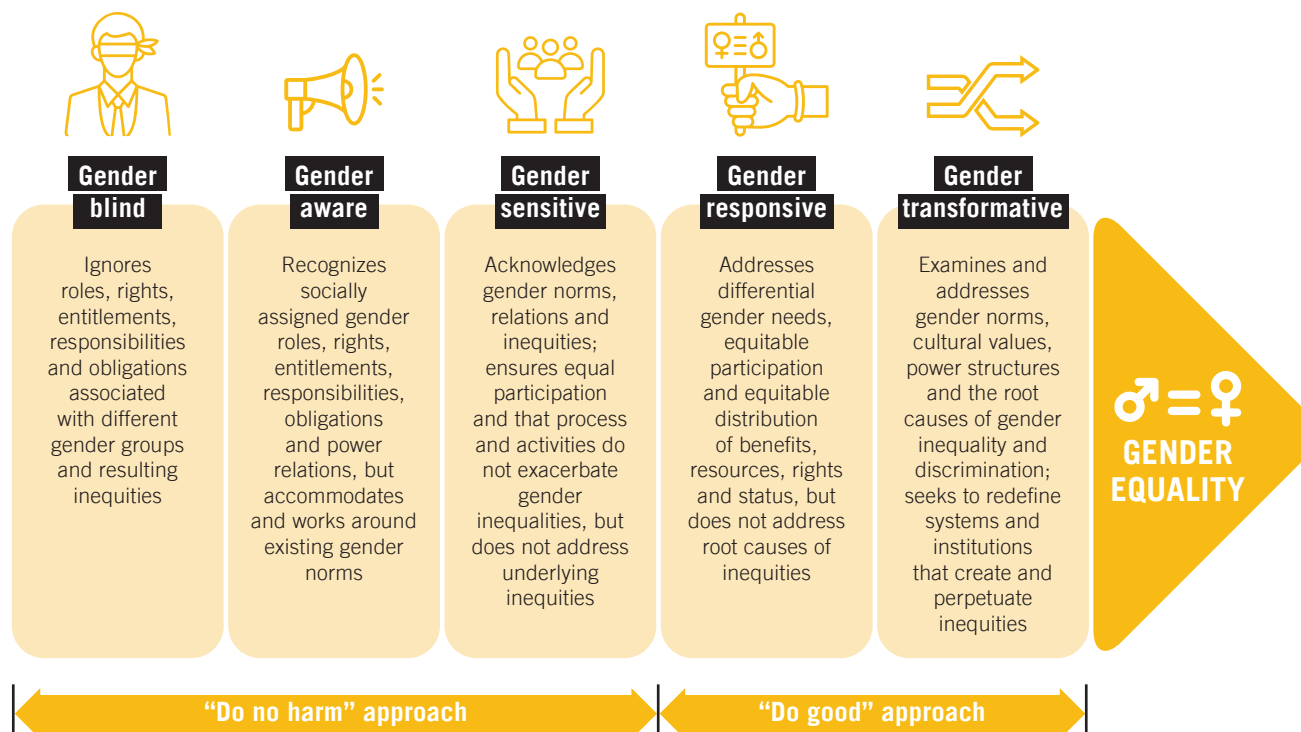 Gender
blind
Ignores
roles, rights,
entitlements,
responsibilities
and obligations
associated
with different
gender groups
and resulting
inequities
Gender
aware
Recognizes
socially
assigned gender
roles, rights,
entitlements,
responsibilities,
obligations
and power
relations, but
accommodates
and works around
existing gender
norms
Gender
sensitive
Acknowledges
gender norms,
relations and
inequities;
ensures equal
participation
and that process
and activities do
not exacerbate
gender
inequalities, but
does not address
underlying
inequities
Gender
responsive
Addresses
differential
gender needs,
equitable
participation
and equitable
distribution
of benefits,
resources, rights
and status, but
does not address
root causes of
inequities
Gender
transformative
Examines and
addresses
gender norms,
cultural values,
power structures
and the root
causes of gender
inequality and
discrimination;
seeks to redefine
systems and
institutions
that create and
perpetuate
inequities
♂=♀
GENDER
EQUALITY
“Do no harm” approach
“Do good” approach